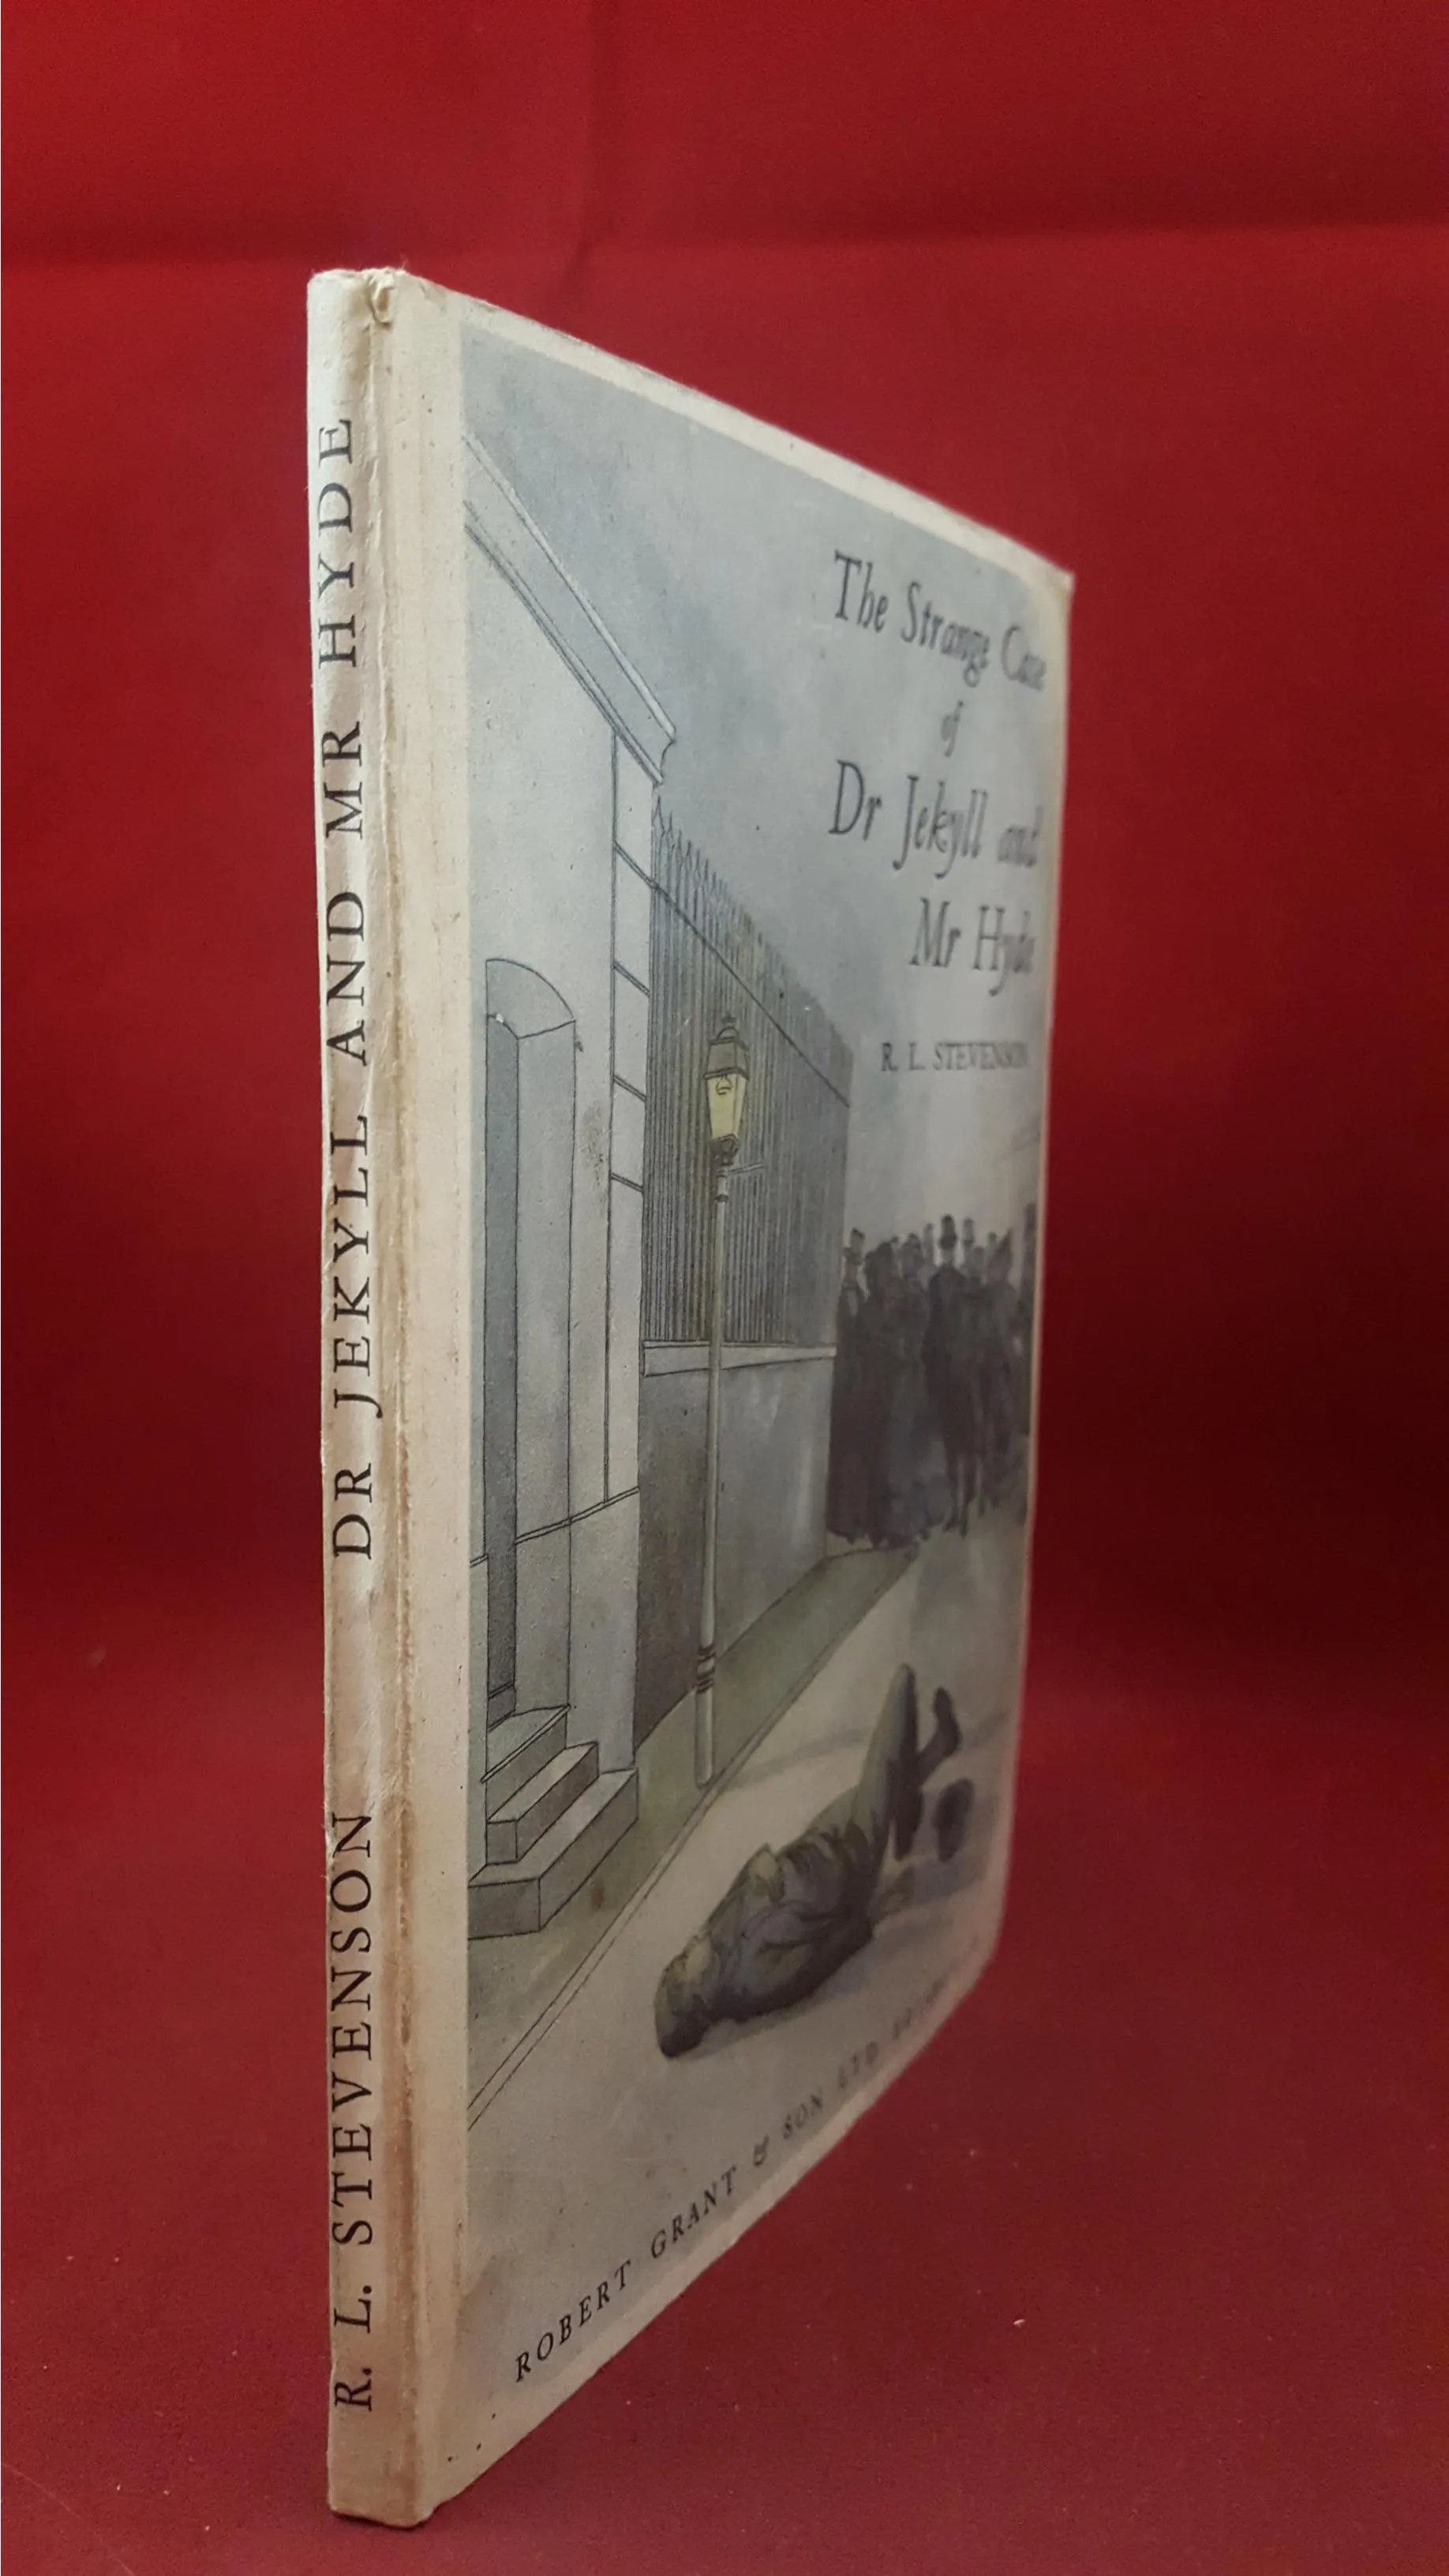 R. L. STEVENSON DR JEKYLL AND MR HYDE
The Strange Case
of
Dr Jekyll and
Mr Hyde
R. L. STEVENSON
ROBERT GRANT & SON LTD